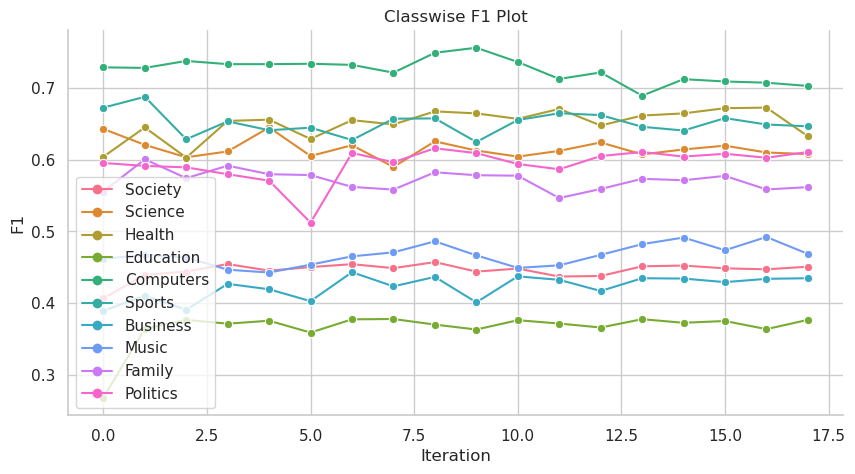 Classwise F1 Plot
F1
0.7
0.6
0.5
0.4
0.3
Society
Science
Health
Education
Computers
Sports
Business
Music
Family
Politics
0.0 2.5 5.0 7.5 10.0 12.5 15.0 17.5
Iteration